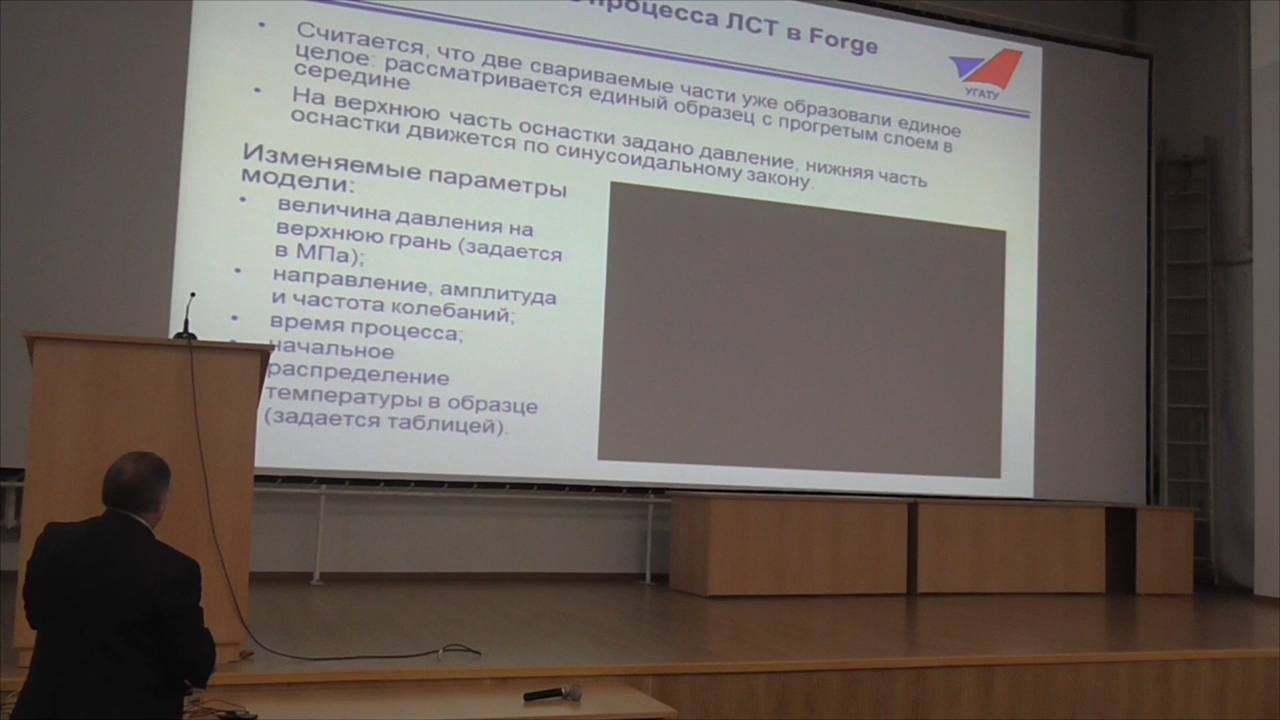 процесса ЛСТ в Forge
УГАТУ
• Считается, что две свариваемые части уже образовали единое
целое: рассматривается единый образец с прогретым слоем в
середине
• На верхнюю часть оснастки задано давление, нижняя часть
оснастки движется по синусоидальному закону.
Изменяемые параметры
модели:
• величина давления на
верхнюю грань (задается
в МПа);
• направление, амплитуда
и частота колебаний;
• время процесса;
• начальное
распределение
температуры в образце
(задается таблицей).